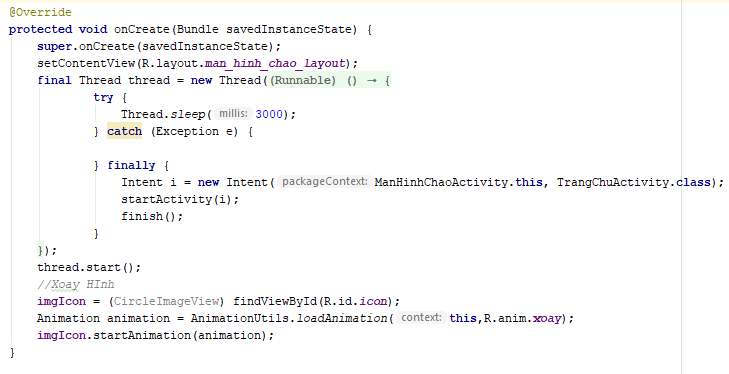 @Override
protected void onCreate(Bundle savedInstanceState) {
super.onCreate(savedInstanceState);
setContentView(R.layout.man_hinh_chao_layout);
final Thread thread = new Thread((Runnable) () → {
try {
Thread.sleep( millis: 3000);
} catch (Exception e) {
} finally {
Intent i = new Intent( packageContext: ManHinhChaoActivity.this, TrangChuActivity.class);
startActivity(i);
finish();
}
});
thread.start();
//Xoay HInh
imgIcon = (CircleImageView) findViewById(R.id.icon);
Animation animation = AnimationUtils.loadAnimation( context: this,R.anim.xoay);
imgIcon.startAnimation(animation);
}